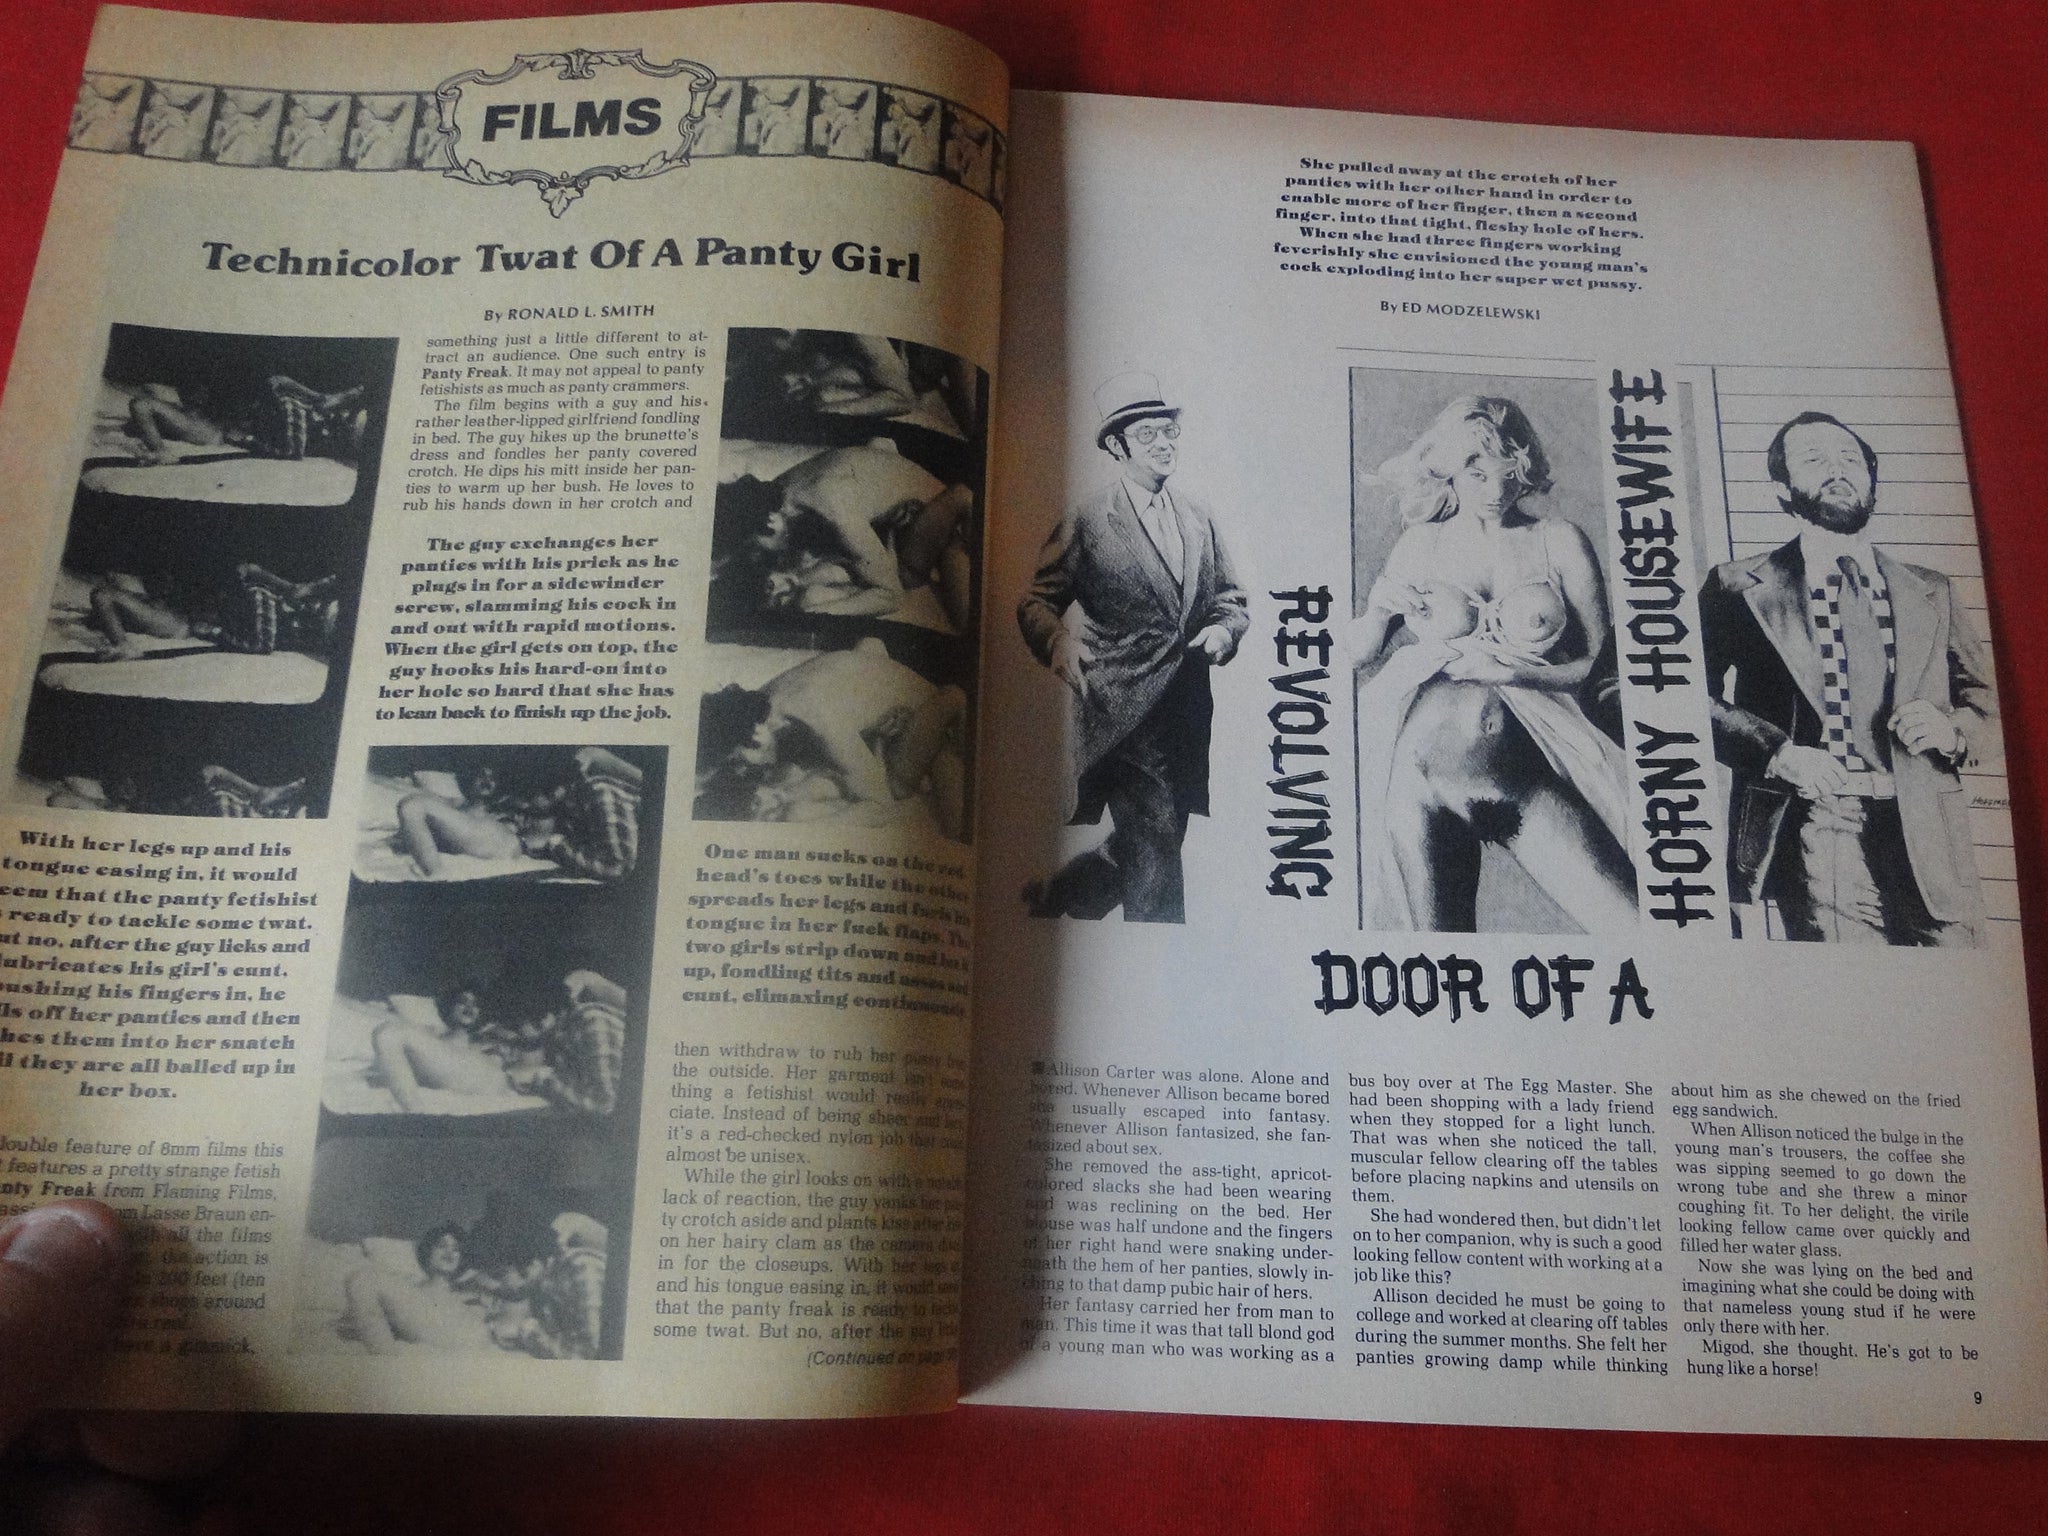 FILMS
Technicolor Twat Of A Panty Girl
By RONALD L. SMITH
something just a little different to at-
tract an audience. One such entry is
Panty Freak. It may not appeal to panty
fetishists as much as panty crammers.
The film begins with a guy and his
rather leather-lipped girlfriend fondling
in bed. The guy hikes up the brunette's
dress and fondles her panty covered
crotch. He dips his mitt inside her pan-
ties to warm up her bush. He loves to
rub his hands down in her crotch and
The guy exchanges her
panties with his prick as he
plugs in for a sidewinder
screw, slamming his cock in
and out with rapid motions.
When the girl gets on top, the
guy hooks his hard-on into
her hole so hard that she has
to lean back to finish up the job.
With her legs up and his
tongue easing in, it would
that the panty fetishist
ready to tackle some twat.
no, after the guy licks and
his girl's cunt,
his fingers in, he
off her panties and then
them into her snatch
they are all balled up in
her box.
double feature of 8mm films this
features a pretty strange fetish
Freak from Flaming Films,
from Lasse Braun en-
all the films
the action is
200 feet (ten
around
gimmick,
One man sucks on the red
head's toes while the other
spreads her legs and
tongue in her fuck flaps. The
two girls strip down and
up, fondling tits and asses and
cunt, climaxing
then withdraw to rub her pussy
the outside. Her garment isn't
thing a fetishist would really
ciate. Instead of being sheer and
it's a red-checked nylon job that
almost be unisex.
While the girl looks on with a
lack of reaction, the guy yanks her
ty crotch aside and plants kiss after
on her hairy clam as the camera
in for the closeups. With her legs
and his tongue easing in, it would
that the panty freak is ready to
some twat. But no, after the guy
(Continued on page
She pulled away at the crotch of her
panties with her other hand in order to
enable more of her finger, then a second
finger, into that tight, fleshy hole of hers.
When she had three fingers working
feverishly she envisioned the young man's
cock exploding into her super wet pussy.
By ED MODZELEWSKI
REVOLVING
DOOR OF A
HORNY HOUSEWIFE
Allison Carter was alone. Alone and
bored. Whenever Allison became bored
she usually escaped into fantasy.
Whenever Allison fantasized, she fan-
tasized about sex.
She removed the ass-tight, apricot-
colored slacks she had been wearing
and was reclining on the bed. Her
blouse was half undone and the fingers
of her right hand were snaking under-
neath the hem of her panties, slowly in-
ching to that damp pubic hair of hers.
Her fantasy carried her from man to
man. This time it was that tall blond god
of a young man who was working as a
bus boy over at The Egg Master. She
had been shopping with a lady friend
when they stopped for a light lunch.
That was when she noticed the tall,
muscular fellow clearing off the tables
before placing napkins and utensils on
them.
She had wondered then, but didn't let
on to her companion, why is such a good
looking fellow content with working at a
job like this?
Allison decided he must be going to
college and worked at clearing off tables
during the summer months. She felt her
panties growing damp while thinking
about him as she chewed on the fried
egg sandwich.
When Allison noticed the bulge in the
young man's trousers, the coffee she
was sipping seemed to go down the
wrong tube and she threw a minor
coughing fit. To her delight, the virile
looking fellow came over quickly and
filled her water glass.
Now she was lying on the bed and
imagining what she could be doing with
that nameless young stud if he were
only there with her.
Migod, she thought. He's got to be
hung like a horse!
9